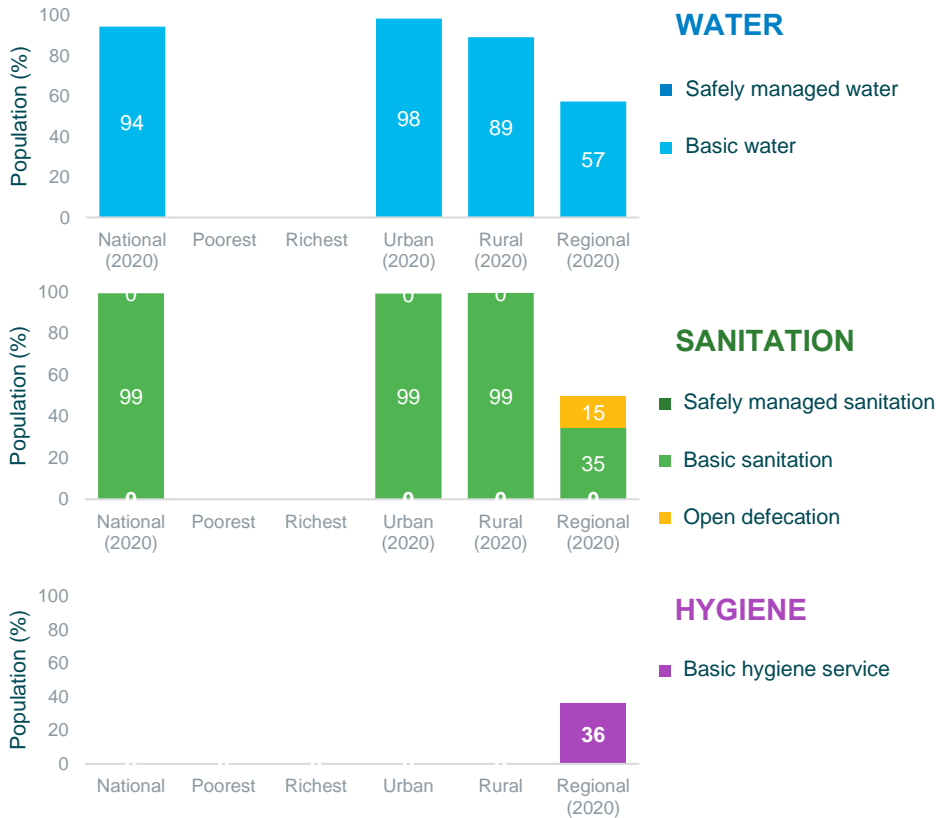 WATER
Population (%)
100
80
60
40
20
0
94
98
89
57
National
(2020)
Poorest
Richest
Urban
(2020)
Rural
(2020)
Regional
(2020)
Safely managed water
Basic water
SANITATION
Population (%)
100
80
60
40
20
0
0
99
0
0
99
0
0
99
0
15
35
0
National
(2020)
Poorest
Richest
Urban
(2020)
Rural
(2020)
Regional
(2020)
Safely managed sanitation
Basic sanitation
Open defecation
HYGIENE
Population (%)
100
80
60
40
20
0
36
National
Poorest
Richest
Urban
Rural
Regional
(2020)
Basic hygiene service